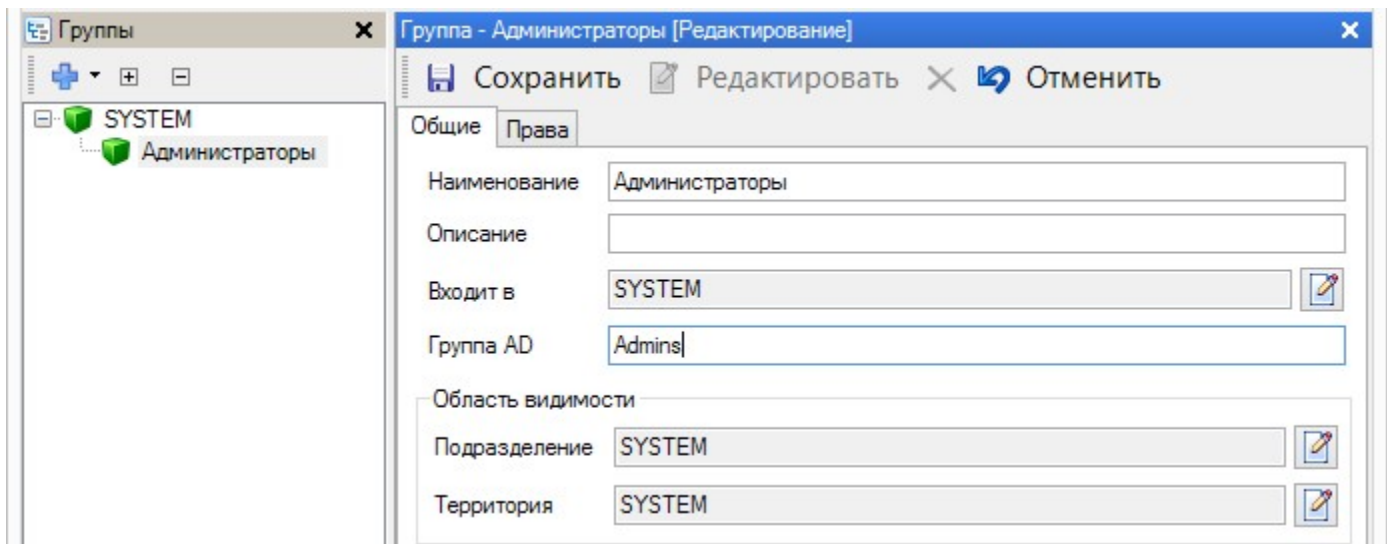 Группы
SYSTEM
Администраторы
Группа - Администраторы [Редактирование]
Сохранить Редактировать Отменить
Общие Права
Наименование Администраторы
Описание
Входит в SYSTEM
Группа AD Admins
Область видимости
Подразделение SYSTEM
Территория SYSTEM